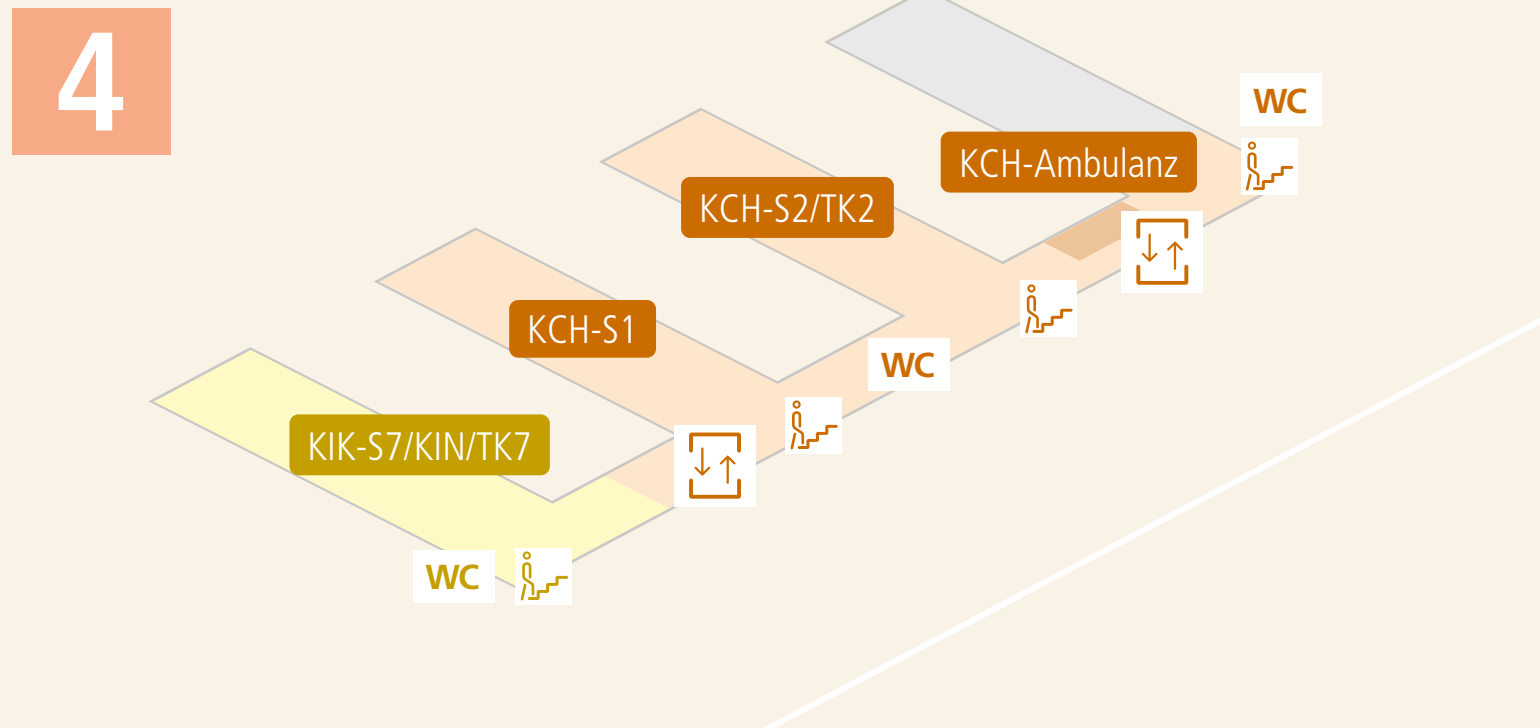 4
WC
KCH-Ambulanz
KCH-S2/TK2
KCH-S1
WC
KIK-S7/KIN/TK7
WC